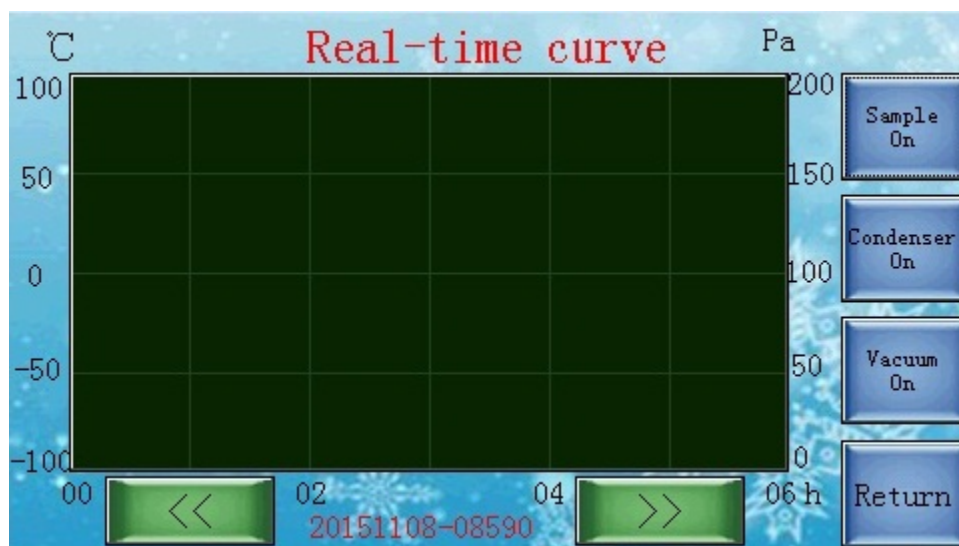 ℃ Real-time curve Pa
100 200
Sample
On
50 150
Condenser
On
0 100
Vacuum
On
-50 50
-100 0
00 << 02 04 >> 06 h
Return
20151108-08590